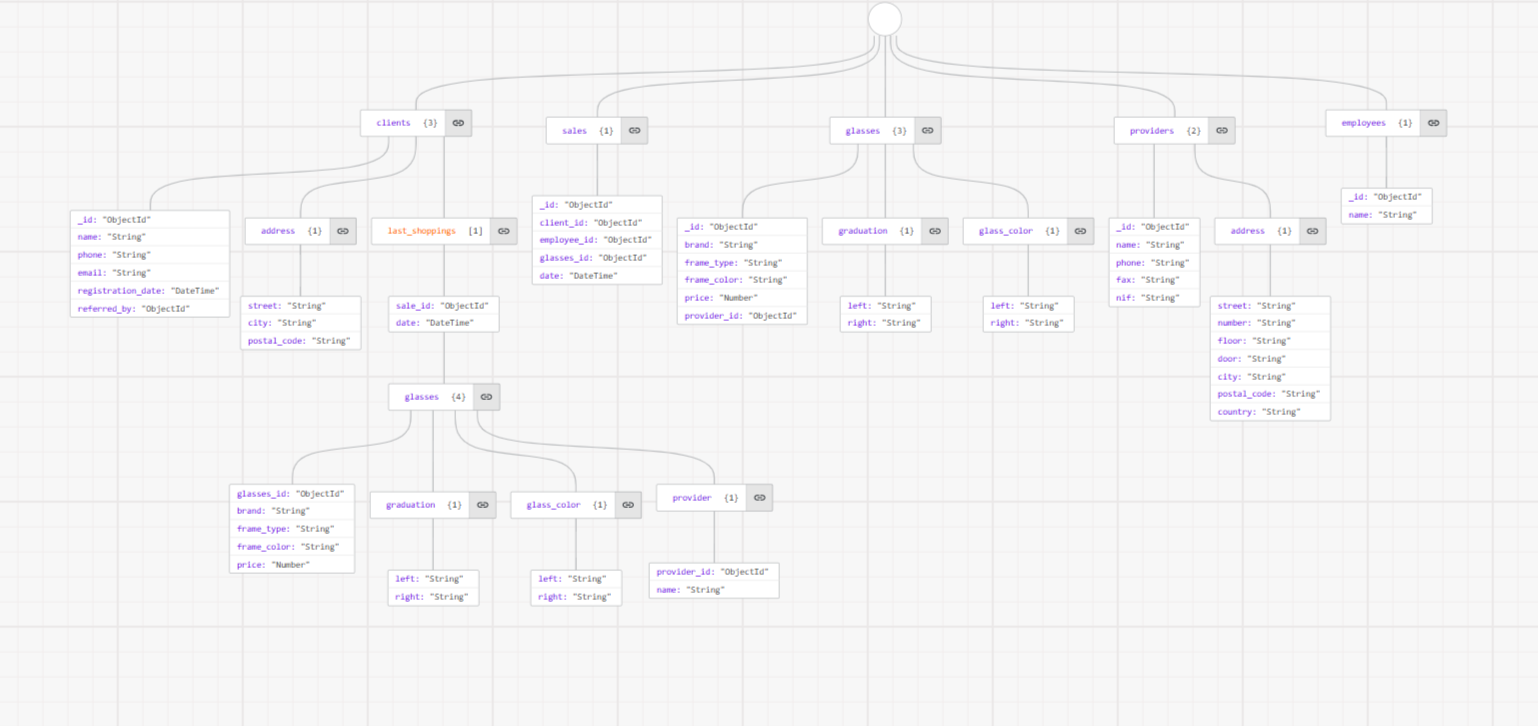 clients {3}
sales {1}
glasses {3}
providers {2}
employees {1}
_id: "ObjectId"
name: "String"
phone: "String"
email: "String"
registration_date: "DateTime"
referred_by: "ObjectId"
address {1}
street: "String"
city: "String"
postal_code: "String"
last_shoppings [1]
sale_id: "ObjectId"
date: "DateTime"
_id: "ObjectId"
client_id: "ObjectId"
employee_id: "ObjectId"
glasses_id: "ObjectId"
date: "DateTime"
_id: "ObjectId"
brand: "String"
frame_type: "String"
frame_color: "String"
price: "Number"
provider_id: "ObjectId"
graduation {1}
left: "String"
right: "String"
glass_color {1}
left: "String"
right: "String"
_id: "ObjectId"
name: "String"
phone: "String"
fax: "String"
nif: "String"
address {1}
street: "String"
number: "String"
floor: "String"
door: "String"
city: "String"
postal_code: "String"
country: "String"
_id: "ObjectId"
name: "String"
glasses {4}
glasses_id: "ObjectId"
brand: "String"
frame_type: "String"
frame_color: "String"
price: "Number"
graduation {1}
left: "String"
right: "String"
glass_color {1}
left: "String"
right: "String"
provider {1}
provider_id: "ObjectId"
name: "String"